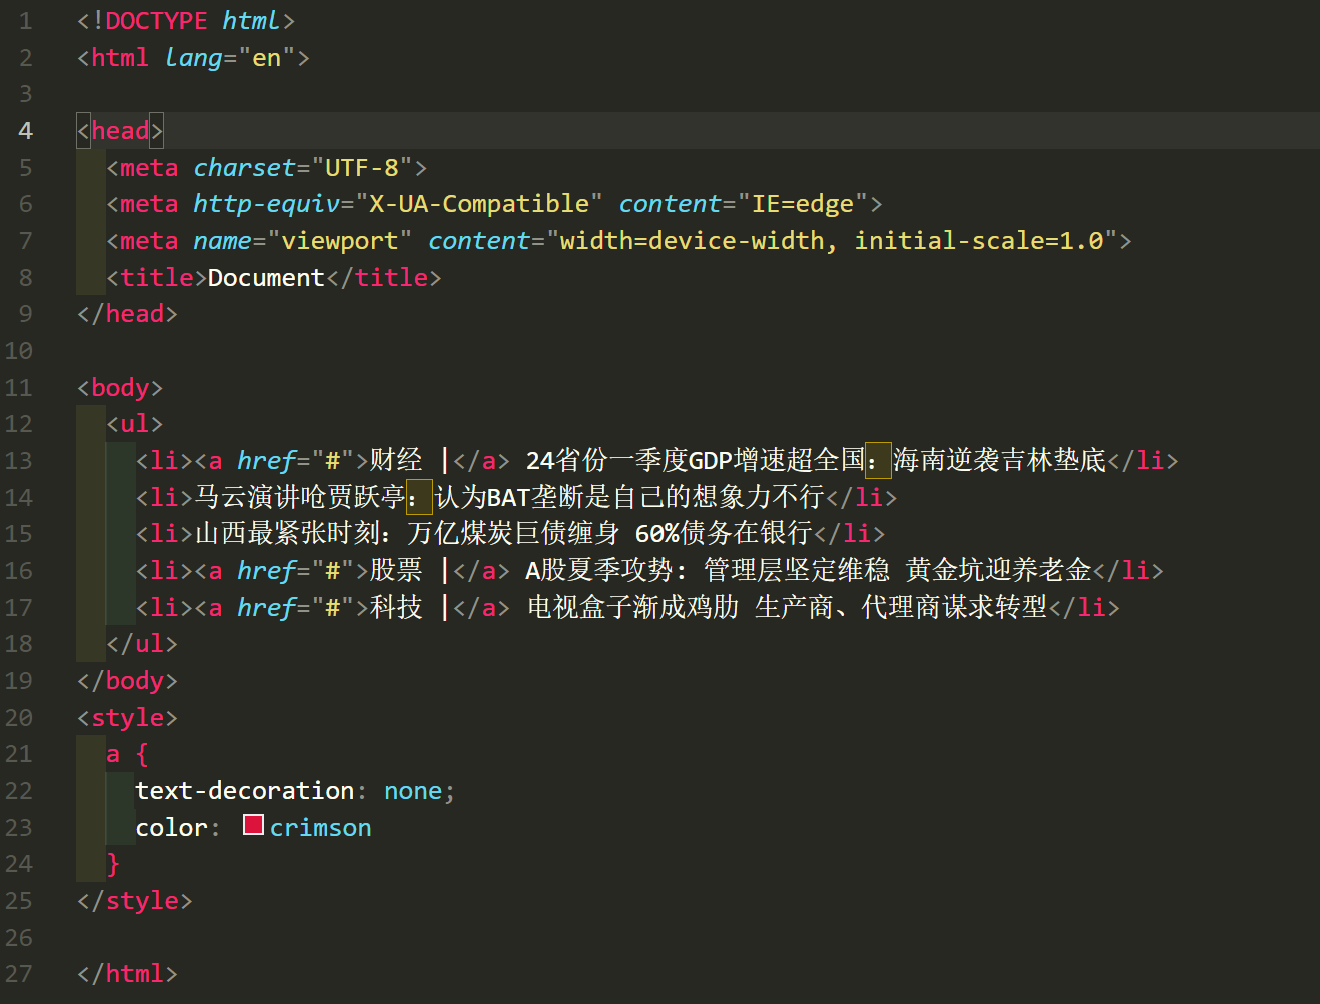 1 <!DOCTYPE html>
2 <html lang="en">
3
4 <head>
5 <meta charset="UTF-8">
6 <meta http-equiv="X-UA-Compatible" content="IE=edge">
7 <meta name="viewport" content="width=device-width, initial-scale=1.0">
8 <title>Document</title>
9 </head>
10
11 <body>
12 <ul>
13 <li><a href="#">财经 |</a> 24省份一季度GDP增速超全国：海南逆袭吉林垫底</li>
14 <li>马云演讲呛贾跃亭：认为BAT垄断是自己的想象力不行</li>
15 <li>山西最紧张时刻：万亿煤炭巨债缠身 60%债务在银行</li>
16 <li><a href="#">股票 |</a> A股夏季攻势：管理层坚定维稳 黄金坑迎养老金</li>
17 <li><a href="#">科技 |</a> 电视盒子渐成鸡肋 生产商、代理商谋求转型</li>
18 </ul>
19 </body>
20 <style>
21 a {
22 text-decoration: none;
23 color: crimson
24 }
25 </style>
26
27 </html>